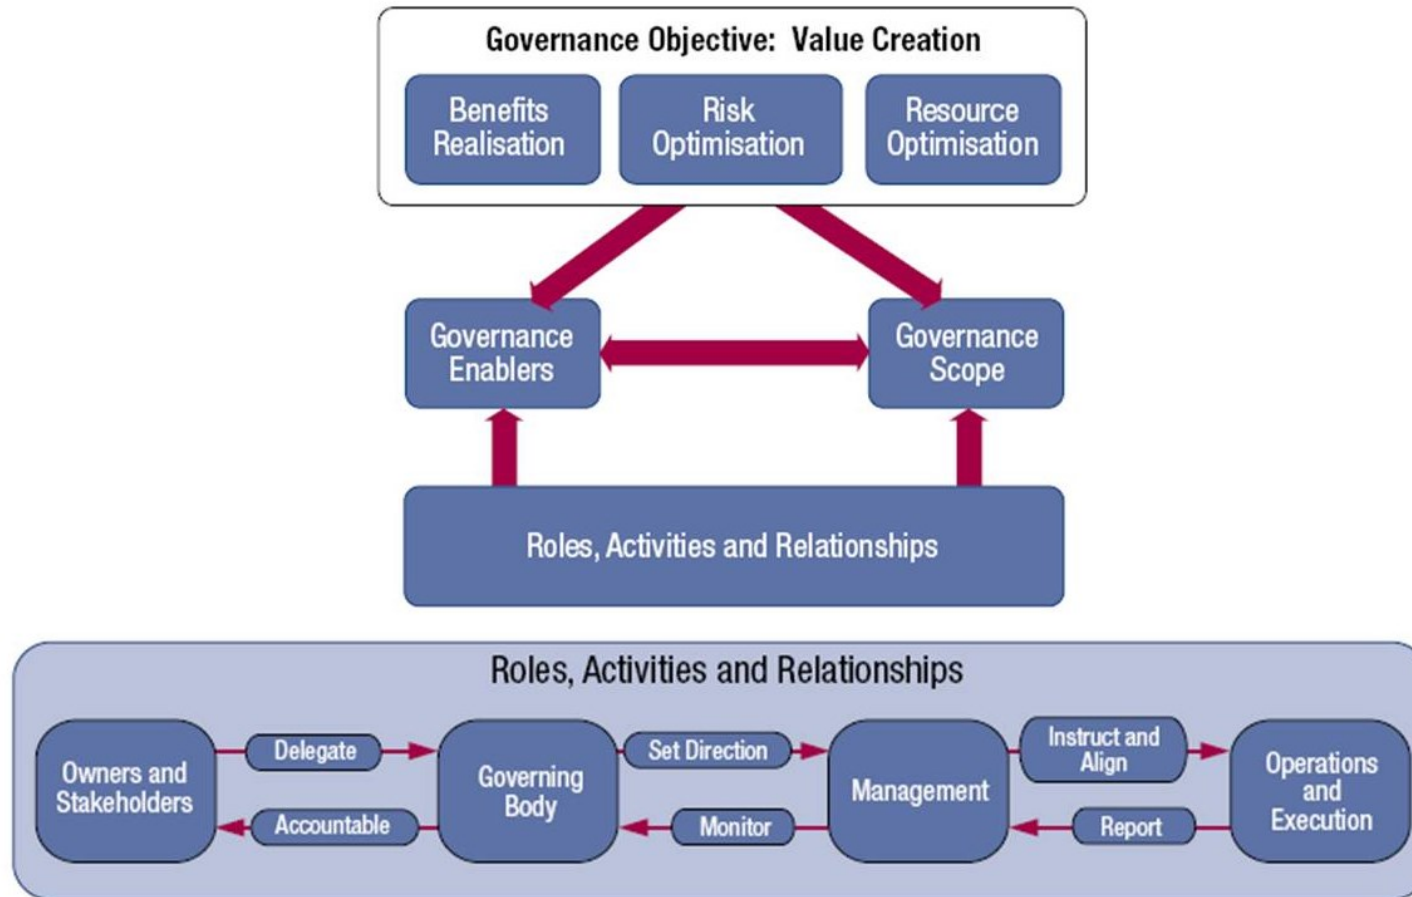 Governance Objective: Value Creation
Benefits
Realisation
Risk
Optimisation
Resource
Optimisation
Governance
Enablers
Governance
Scope
Roles, Activities and Relationships
Roles, Activities and Relationships
Owners and
Stakeholders
Delegate
Accountable
Governing
Body
Set Direction
Monitor
Management
Instruct and
Align
Report
Operations
and
Execution